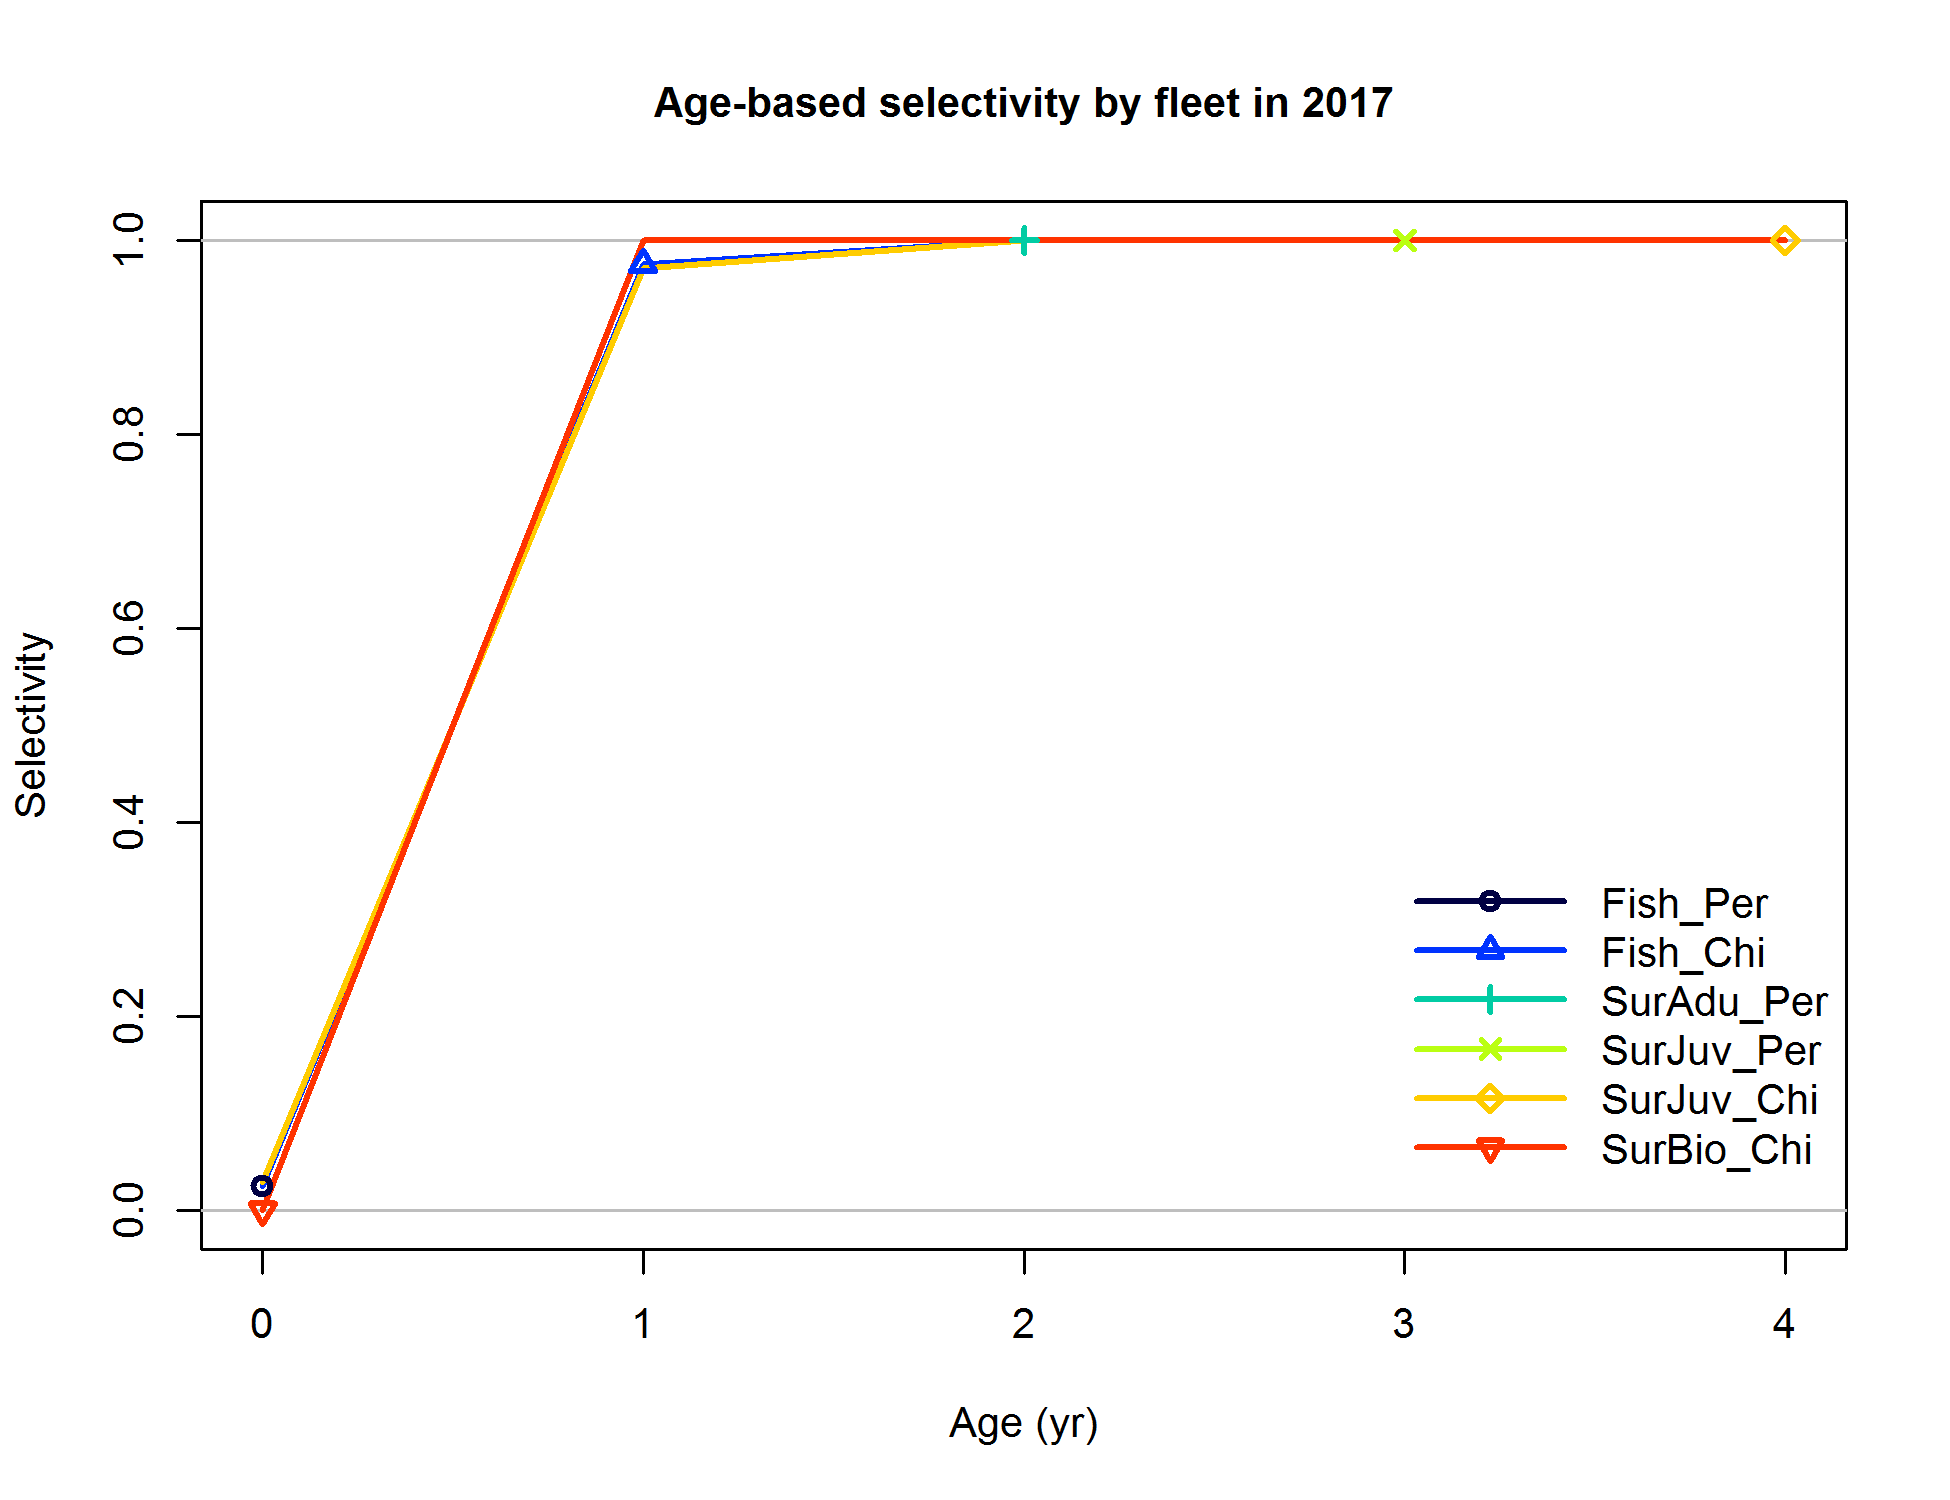 Age-based selectivity by fleet in 2017
Selectivity
1.0
0.8
0.6
0.4
0.2
0.0
Fish_Per
Fish_Chi
SurAdu_Per
SurJuv_Per
SurJuv_Chi
SurBio_Chi
0 1 2 3 4
Age (yr)